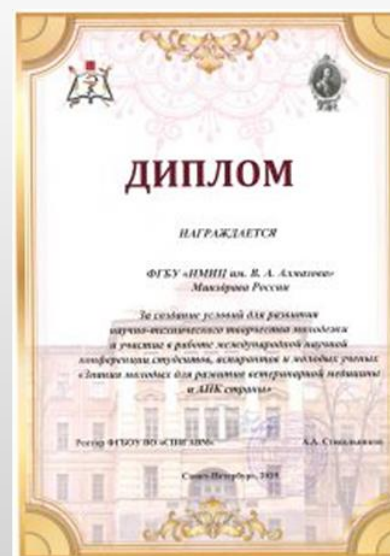 ДИПЛОМ
НАГРАЖДАЕТСЯ
ФГБУ «НМИЦ им. В. А. Алмазова»
Минздрава России
За создание условий для развития
научно-технического творчества молодежи
и участие в работе международной научной
конференции студентов, аспирантов и молодых ученых
«Знания молодых для развития ветеринарной медицины
и АПК страны»
Ректор ФГБОУ ВО «СПбГАВМ»
А.А. Стекольников
Санкт-Петербург,